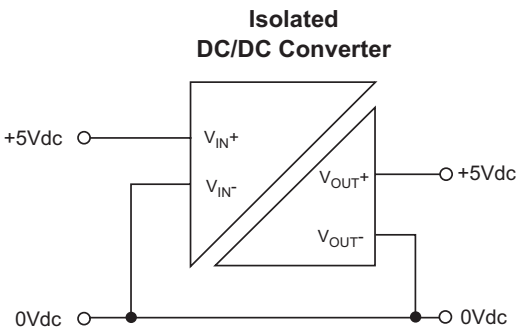 Isolated
DC/DC Converter
+5Vdc
VIN+
VIN-
VOUT+
+5Vdc
VOUT-
0Vdc
0Vdc